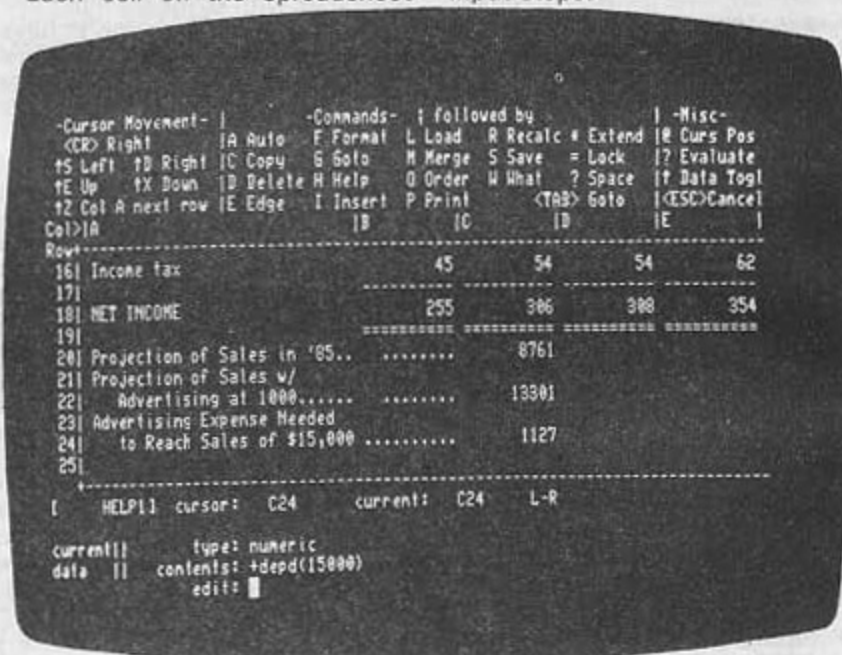 -Cursor Movement- | -Commands- ; followed by | -Misc-
<CR> Right |A Auto F Format L Load R Recalc * Extend |@ Curs Pos
↑S Left ↑D Right |C Copy G Goto M Merge S Save = Lock |? Evaluate
↑E Up ↑X Down |D Delete H Help O Order W What ? Space |↑ Data Togl
↑Z Col A next row |E Edge I Insert P Print <TAB> Goto |<ESC>Cancel
Col>|A |B |C |D |E |
Row+
16| Income tax 45 54 54 62
17|
18| NET INCOME 255 306 308 354
19| ========== ========== ========== ==========
20| Projection of Sales in '85.. ........ 8761
21| Projection of Sales w/
22| Advertising at 1000...... ........ 13301
23| Advertising Expense Needed
24| to Reach Sales of $15,000 .......... 1127
25|
[ HELP1] cursor: C24 current: C24 L-R
current|| type: numeric
data || contents: +depd(15000)
edit: